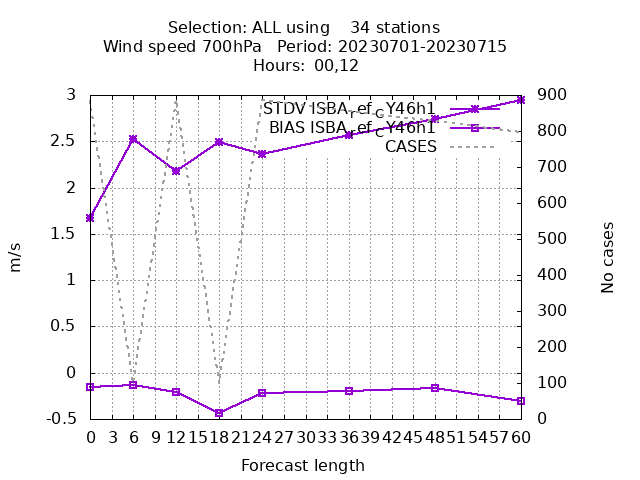 Selection: ALL using 34 stations
Wind speed 700hPa Period: 20230701-20230715
Hours: 00,12
STDV ISBA_ref_CY46h1
BIAS ISBA_ref_CY46h1
CASES
3
2.5
2
1.5
1
0.5
0
-0.5
m/s
900
800
700
600
500
400
300
200
100
0
No cases
0 3 6 9 12 15 18 21 24 27 30 33 36 39 42 45 48 51 54 57 60
Forecast length